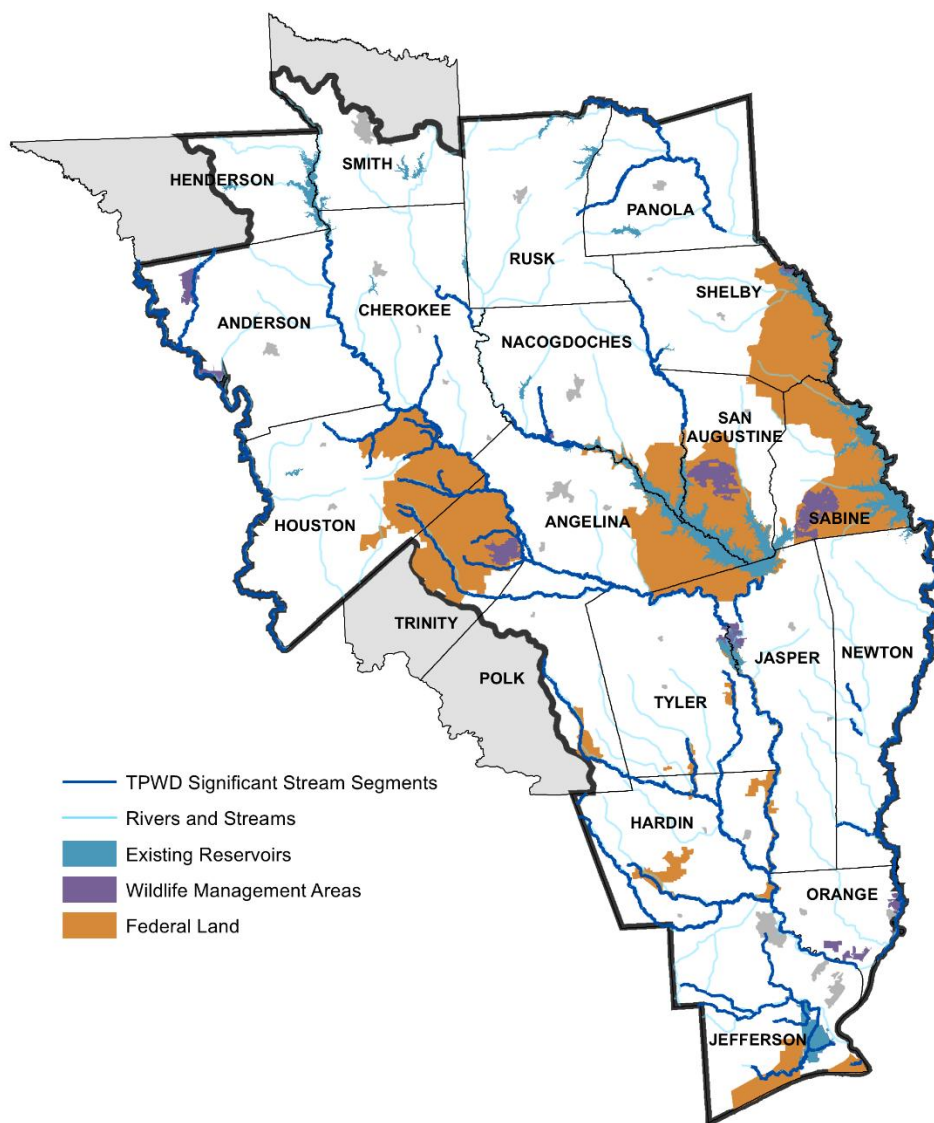 SMITH
HENDERSON
PANOLA
RUSK
SHELBY
CHEROKEE
ANDERSON
NACOGDOCHES
SAN
AUGUSTINE
SABINE
ANGELINA
HOUSTON
TRINITY
POLK
JASPER
NEWTON
TYLER
TPWD Significant Stream Segments
Rivers and Streams
Existing Reservoirs
Wildlife Management Areas
Federal Land
HARDIN
ORANGE
JEFFERSON